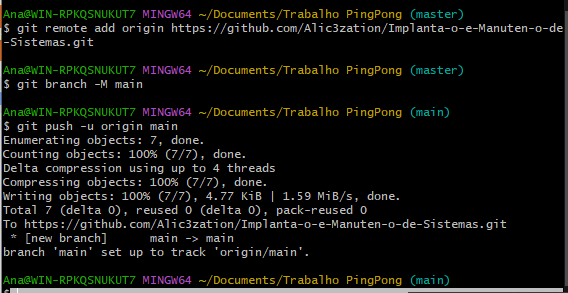 Ana@WIN-RPKQSNUKUT7 MINGW64 ~/Documents/Trabalho PingPong (master)
$ git remote add origin https://github.com/Alic3zation/Implanta-o-e-Manuten-o-de
-Sistemas.git
Ana@WIN-RPKQSNUKUT7 MINGW64 ~/Documents/Trabalho PingPong (master)
$ git branch -M main
Ana@WIN-RPKQSNUKUT7 MINGW64 ~/Documents/Trabalho PingPong (main)
$ git push -u origin main
Enumerating objects: 7, done.
Counting objects: 100% (7/7), done.
Delta compression using up to 4 threads
Compressing objects: 100% (7/7), done.
Writing objects: 100% (7/7), 4.77 KiB | 1.59 MiB/s, done.
Total 7 (delta 0), reused 0 (delta 0), pack-reused 0
To https://github.com/Alic3zation/Implanta-o-e-Manuten-o-de-Sistemas.git
 * [new branch]      main -> main
branch 'main' set up to track 'origin/main'.
Ana@WIN-RPKQSNUKUT7 MINGW64 ~/Documents/Trabalho PingPong (main)